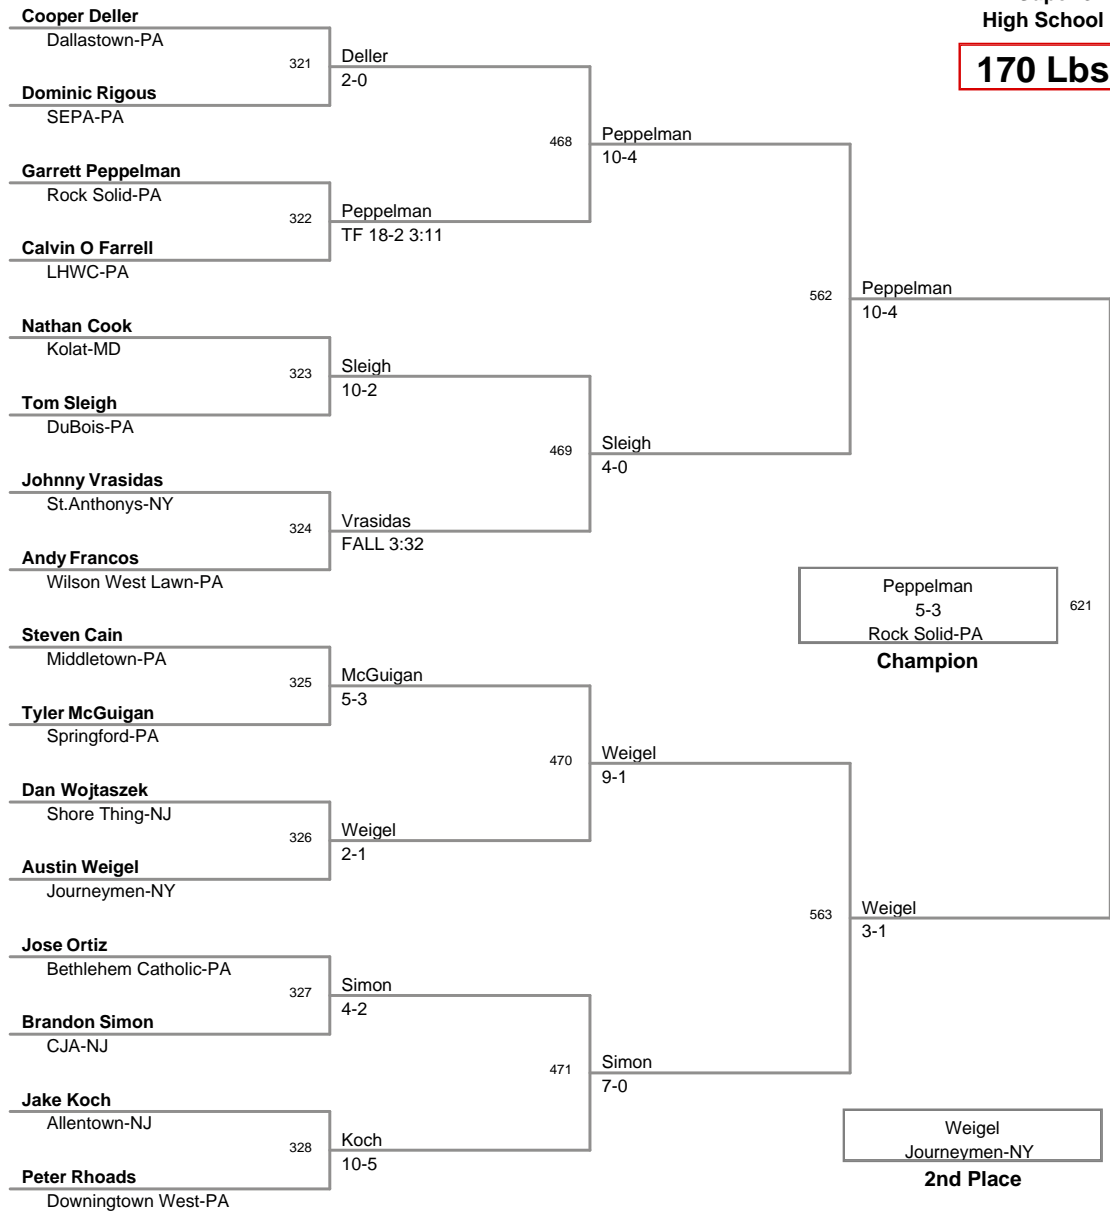 High School
170 Lbs
Cooper Deller
Dallastown-PA
321
Deller
2-0
Dominic Rigous
SEPA-PA
468
Peppelman
10-4
Garrett Peppelman
Rock Solid-PA
322
Peppelman
TF 18-2 3:11
Calvin O Farrell
LHWC-PA
562
Peppelman
10-4
Nathan Cook
Kolat-MD
323
Sleigh
10-2
Tom Sleigh
DuBois-PA
469
Sleigh
4-0
Johnny Vrasidas
St.Anthonys-NY
324
Vrasidas
FALL 3:32
Andy Francos
Wilson West Lawn-PA
Peppelman
5-3
Rock Solid-PA
621
Champion
Steven Cain
Middletown-PA
325
McGuigan
5-3
Tyler McGuigan
Springford-PA
470
Weigel
9-1
Dan Wojtaszek
Shore Thing-NJ
326
Weigel
2-1
Austin Weigel
Journeymen-NY
563
Weigel
3-1
Jose Ortiz
Bethlehem Catholic-PA
327
Simon
4-2
Brandon Simon
CJA-NJ
471
Simon
7-0
Jake Koch
Allentown-NJ
328
Koch
10-5
Peter Rhoads
Downingtown West-PA
Weigel
Journeymen-NY
2nd Place